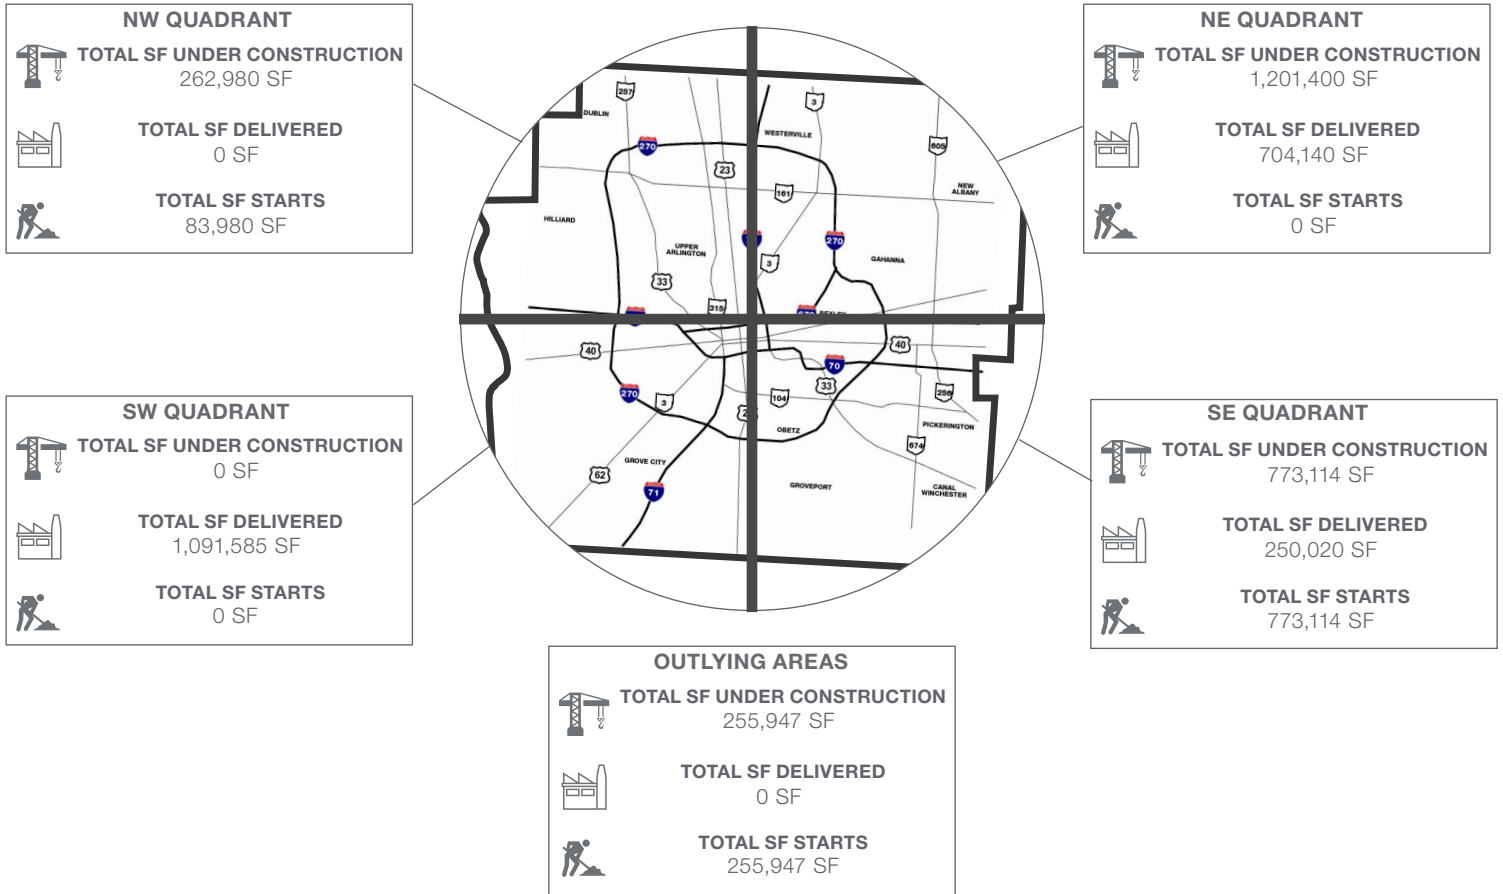 NW QUADRANT
TOTAL SF UNDER CONSTRUCTION
262,980 SF
TOTAL SF DELIVERED
0 SF
TOTAL SF STARTS
83,980 SF
NE QUADRANT
TOTAL SF UNDER CONSTRUCTION
1,201,400 SF
TOTAL SF DELIVERED
704,140 SF
TOTAL SF STARTS
0 SF
257
DUBLIN
3
WESTERVILLE
605
270
23
161
NEW
ALBANY
HILLIARD
UPPER
ARLINGTON
270
3
GAHANNA
33
315
40
40
70
33
270
3
104
256
OBETZ
PICKERINGTON
674
GROVE CITY
62
71
GROVEPORT
CANAL
WINCHESTER
SW QUADRANT
TOTAL SF UNDER CONSTRUCTION
0 SF
TOTAL SF DELIVERED
1,091,585 SF
TOTAL SF STARTS
0 SF
SE QUADRANT
TOTAL SF UNDER CONSTRUCTION
773,114 SF
TOTAL SF DELIVERED
250,020 SF
TOTAL SF STARTS
773,114 SF
OUTLYING AREAS
TOTAL SF UNDER CONSTRUCTION
255,947 SF
TOTAL SF DELIVERED
0 SF
TOTAL SF STARTS
255,947 SF